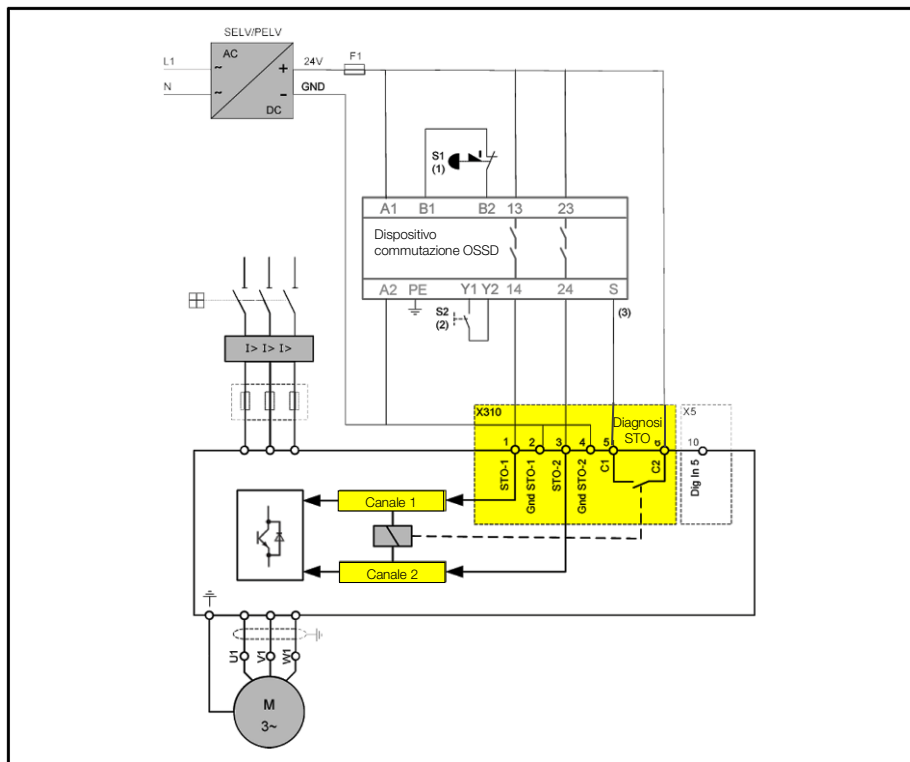 SELV/PELV
L1 AC 24V F1
N GND
DC
S1
(1)
A1 B1 B2 13 23
Dispositivo
commutazione OSSD
A2 PE Y1 Y2 14 24 S
S2
(2)
(3)
I> I> I>
X310 Diagnosi X5
STO
1 2 3 4 5 6 10
STO-1
Gnd STO-1
STO-2
Gnd STO-2
C1
C2
Dig In 5
Canale 1
Canale 2
U1 V1 W1
M
3~